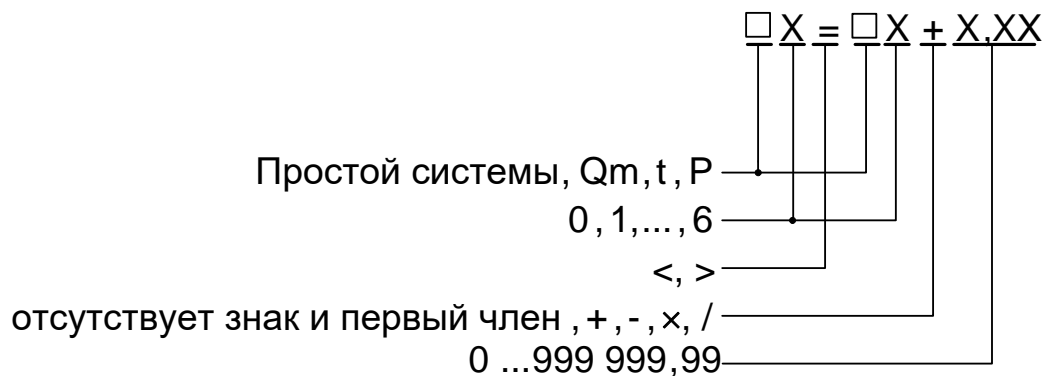 □ X = □ X + X,XX
Простой системы, Qm, t, P
0, 1,..., 6
<, >
отсутствует знак и первый член , +, -, ×, /
0 ...999 999,99